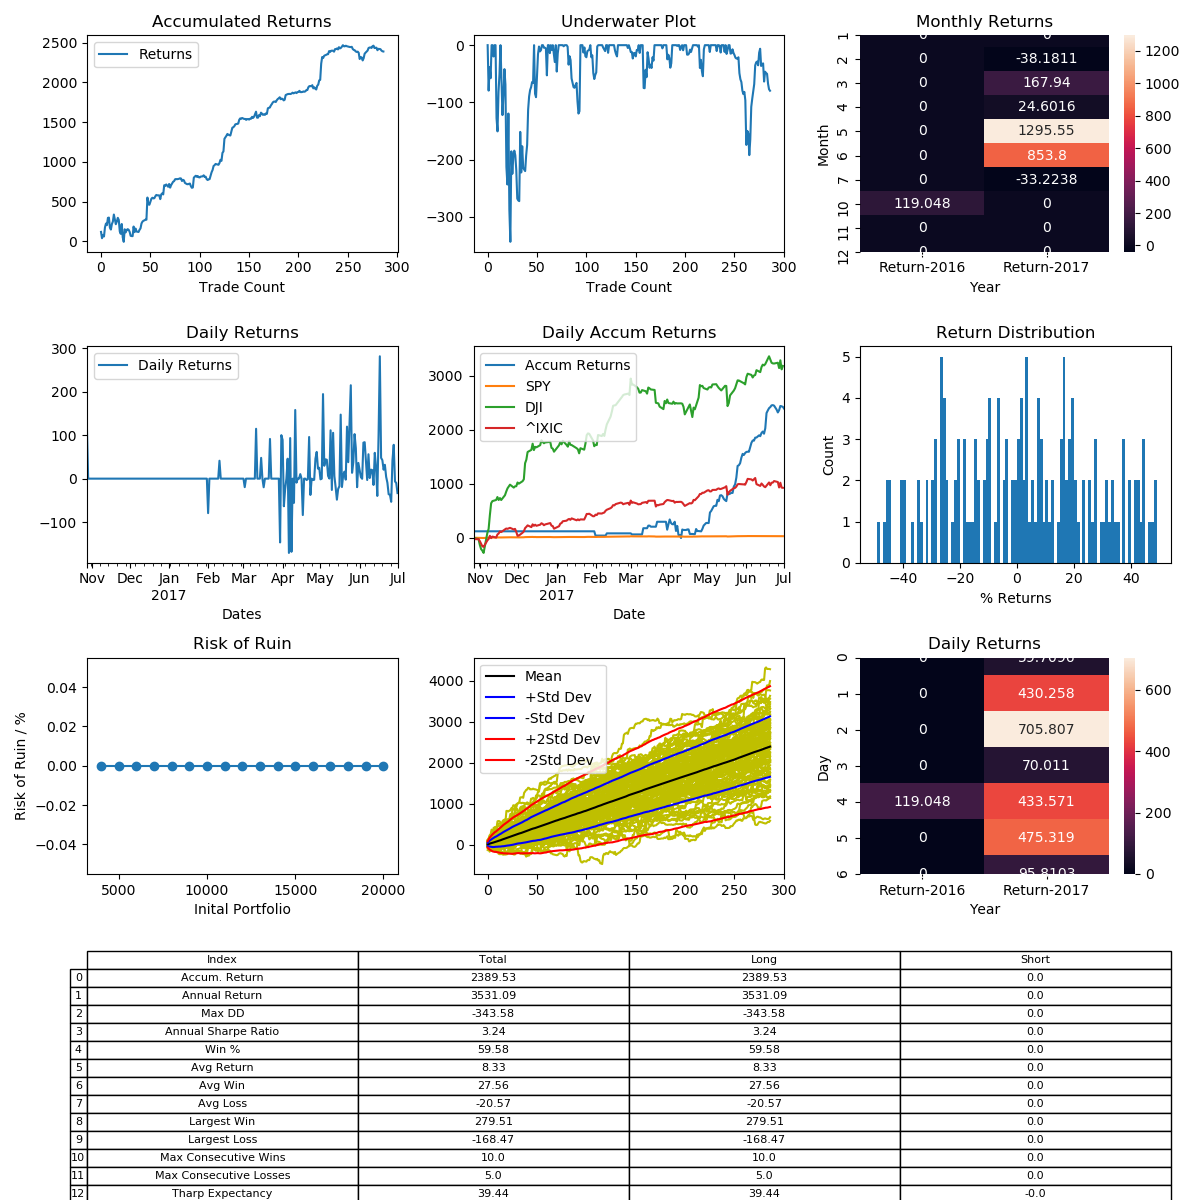 Accumulated Returns
Returns
2500
2000
1500
1000
500
0
0 50 100 150 200 250 300
Trade Count
Underwater Plot
0
−100
−200
−300
0 50 100 150 200 250 300
Trade Count
Monthly Returns
Month
1 0 0
2 0 -38.1811
3 0 167.94
4 0 24.6016
5 0 1295.55
6 0 853.8
7 0 -33.2238
10 119.048 0
11 0 0
12 0 0
Return-2016 Return-2017
Year
1200
1000
800
600
400
200
0
Daily Returns
Daily Returns
300
200
100
0
−100
Nov Dec Jan Feb Mar Apr May Jun Jul
2017
Dates
Daily Accum Returns
Accum Returns
SPY
DJI
^IXIC
3000
2000
1000
0
Nov Dec Jan Feb Mar Apr May Jun Jul
2017
Date
Return Distribution
Count
5
4
3
2
1
0
−40 −20 0 20 40
% Returns
Risk of Ruin
Risk of Ruin / %
0.04
0.02
0.00
−0.02
−0.04
5000 10000 15000 20000
Inital Portfolio
Mean
+Std Dev
-Std Dev
+2Std Dev
-2Std Dev
4000
3000
2000
1000
0
0 50 100 150 200 250 300
Daily Returns
Day
0 0
1 0 430.258
2 0 705.807
3 0 70.011
4 119.048 433.571
5 0 475.319
6 0 95.8103
Return-2016 Return-2017
Year
600
400
200
0
Index Total Long Short
0 Accum. Return 2389.53 2389.53 0.0
1 Annual Return 3531.09 3531.09 0.0
2 Max DD -343.58 -343.58 0.0
3 Annual Sharpe Ratio 3.24 3.24 0.0
4 Win % 59.58 59.58 0.0
5 Avg Return 8.33 8.33 0.0
6 Avg Win 27.56 27.56 0.0
7 Avg Loss -20.57 -20.57 0.0
8 Largest Win 279.51 279.51 0.0
9 Largest Loss -168.47 -168.47 0.0
10 Max Consecutive Wins 10.0 10.0 0.0
11 Max Consecutive Losses 5.0 5.0 0.0
12 Tharp Expectancy 39.44 39.44 -0.0